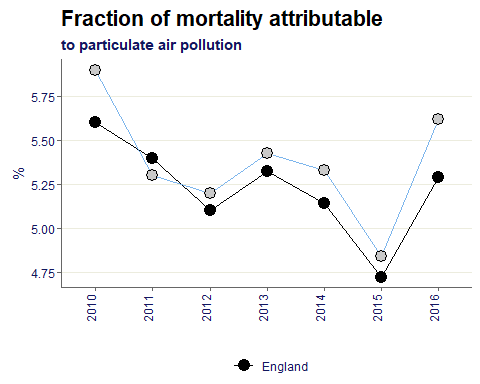 Fraction of mortality attributable
to particulate air pollution
%
5.75
5.50
5.25
5.00
4.75
2010 2011 2012 2013 2014 2015 2016
England